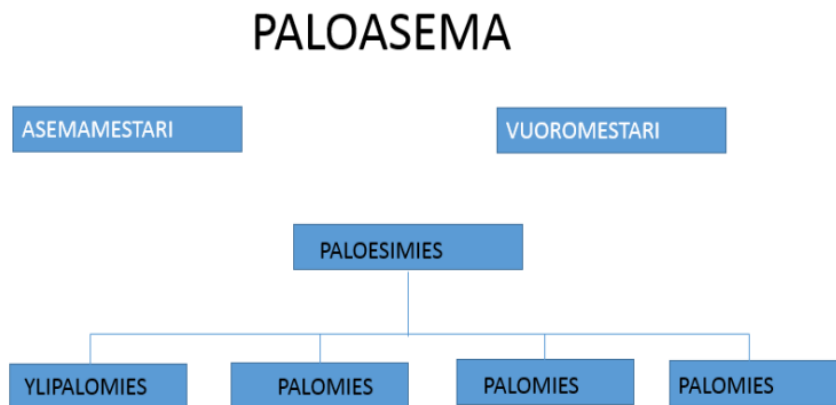 PALOASEMA
ASEMAMESTARI
VUOROMESTARI
PALOESIMIES
YLIPALOMIES
PALOMIES
PALOMIES
PALOMIES